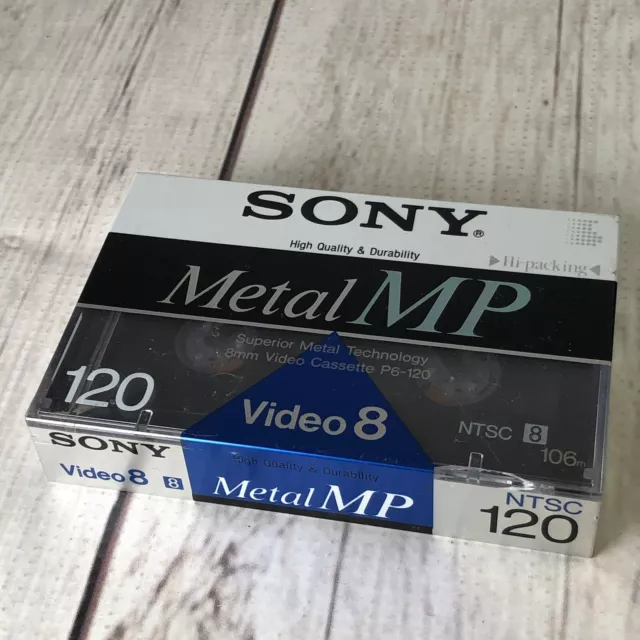 SONY®
High Quality & Durability
▶Hi-packing◀
Metal MP
Superior Metal Technology
8mm Video Cassette P6-120
120
Video 8
NTSC 8
106m
SONY
Video 8 8
High Quality & Durability
Metal MP
NTSC
120